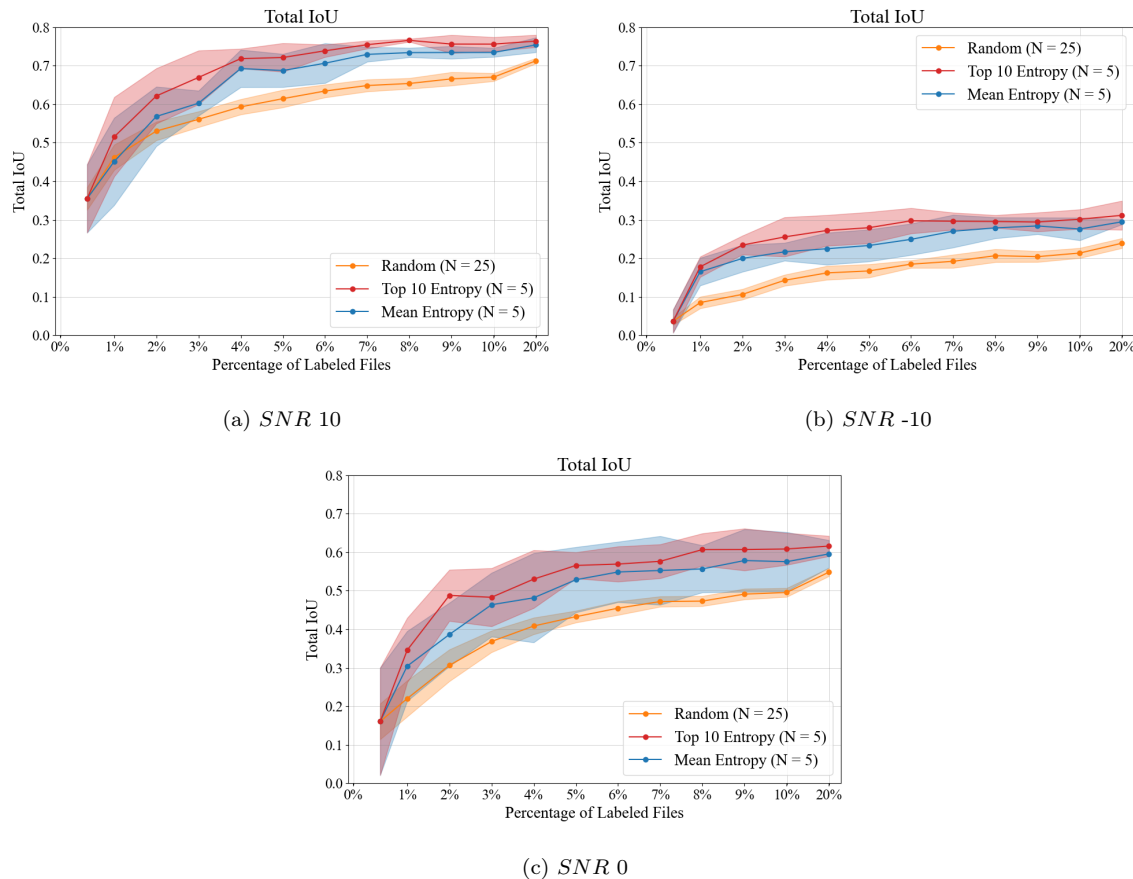 Total IoU
0.8
0.7
0.6
0.5
0.4
0.3
0.2
0.1
0.0
Total IoU
Random (N = 25)
Top 10 Entropy (N = 5)
Mean Entropy (N = 5)
0% 1% 2% 3% 4% 5% 6% 7% 8% 9% 10% 20%
Percentage of Labeled Files
(a) SNR 10
Total IoU
0.8
0.7
0.6
0.5
0.4
0.3
0.2
0.1
0.0
Total IoU
Random (N = 25)
Top 10 Entropy (N = 5)
Mean Entropy (N = 5)
0% 1% 2% 3% 4% 5% 6% 7% 8% 9% 10% 20%
Percentage of Labeled Files
(b) SNR -10
Total IoU
0.8
0.7
0.6
0.5
0.4
0.3
0.2
0.1
0.0
Total IoU
Random (N = 25)
Top 10 Entropy (N = 5)
Mean Entropy (N = 5)
0% 1% 2% 3% 4% 5% 6% 7% 8% 9% 10% 20%
Percentage of Labeled Files
(c) SNR 0